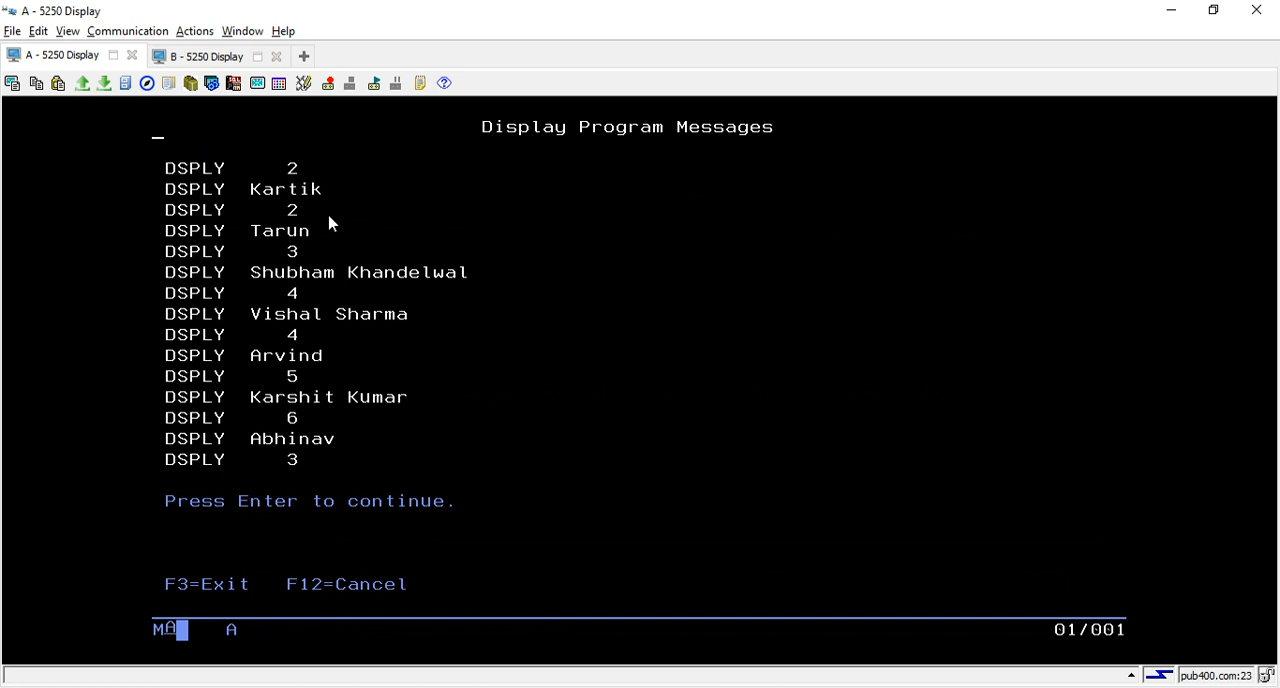 A - 5250 Display
File Edit View Communication Actions Window Help
A - 5250 Display B - 5250 Display
Display Program Messages
DSPLY 2
DSPLY Kartik
DSPLY 2
DSPLY Tarun
DSPLY 3
DSPLY Shubham Khandelwal
DSPLY 4
DSPLY Vishal Sharma
DSPLY 4
DSPLY Arvind
DSPLY 5
DSPLY Karshit Kumar
DSPLY 6
DSPLY Abhinav
DSPLY 3
Press Enter to continue.
F3=Exit F12=Cancel
MA A 01/001
pub400.com:23